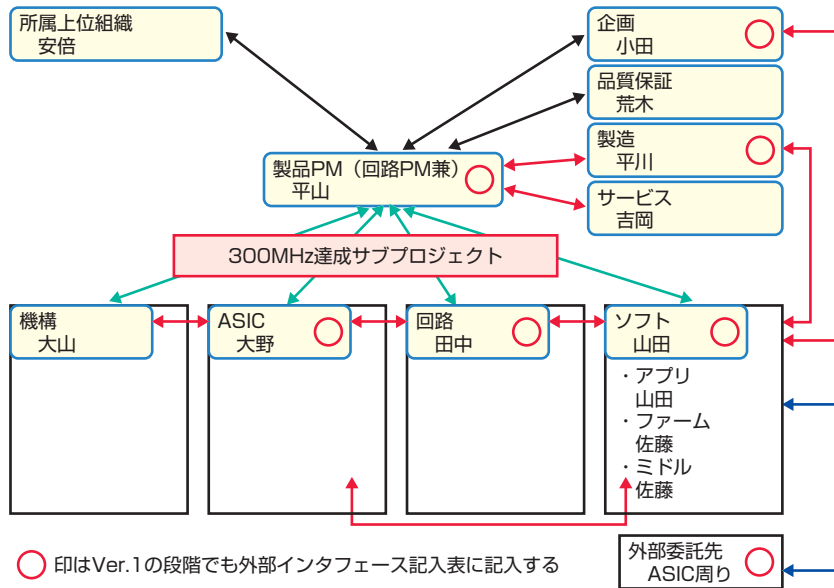 所属上位組織
安倍
企画
小田
品質保証
荒木
製造
平川
製品PM（回路PM兼）
平山
サービス
吉岡
300MHz達成サブプロジェクト
機構
大山
ASIC
大野
回路
田中
ソフト
山田
・アプリ
山田
・ファーム
佐藤
・ミドル
佐藤
印はVer.1の段階でも外部インタフェース記入表に記入する
外部委託先
ASIC周り